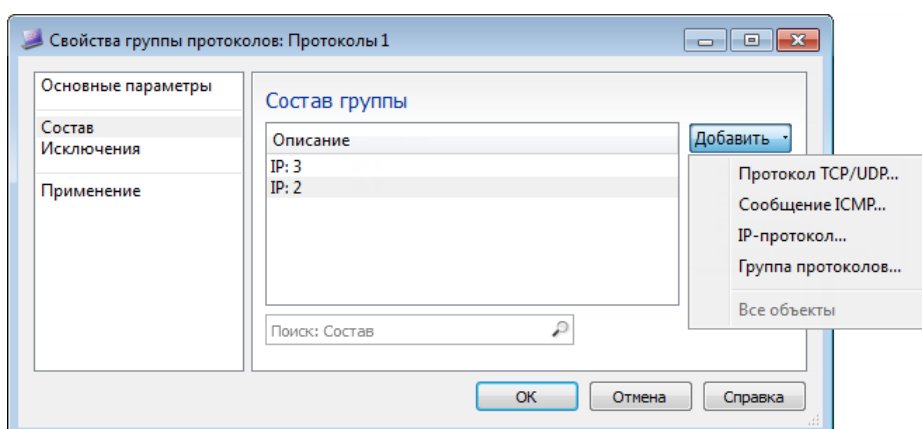 Свойства группы протоколов: Протоколы 1
Основные параметры
Состав
Исключения
Применение
Состав группы
Описание
IP: 3
IP: 2
Поиск: Состав
Добавить
Протокол TCP/UDP...
Сообщение ICMP...
IP-протокол...
Группа протоколов...
Все объекты
OK
Отмена
Справка